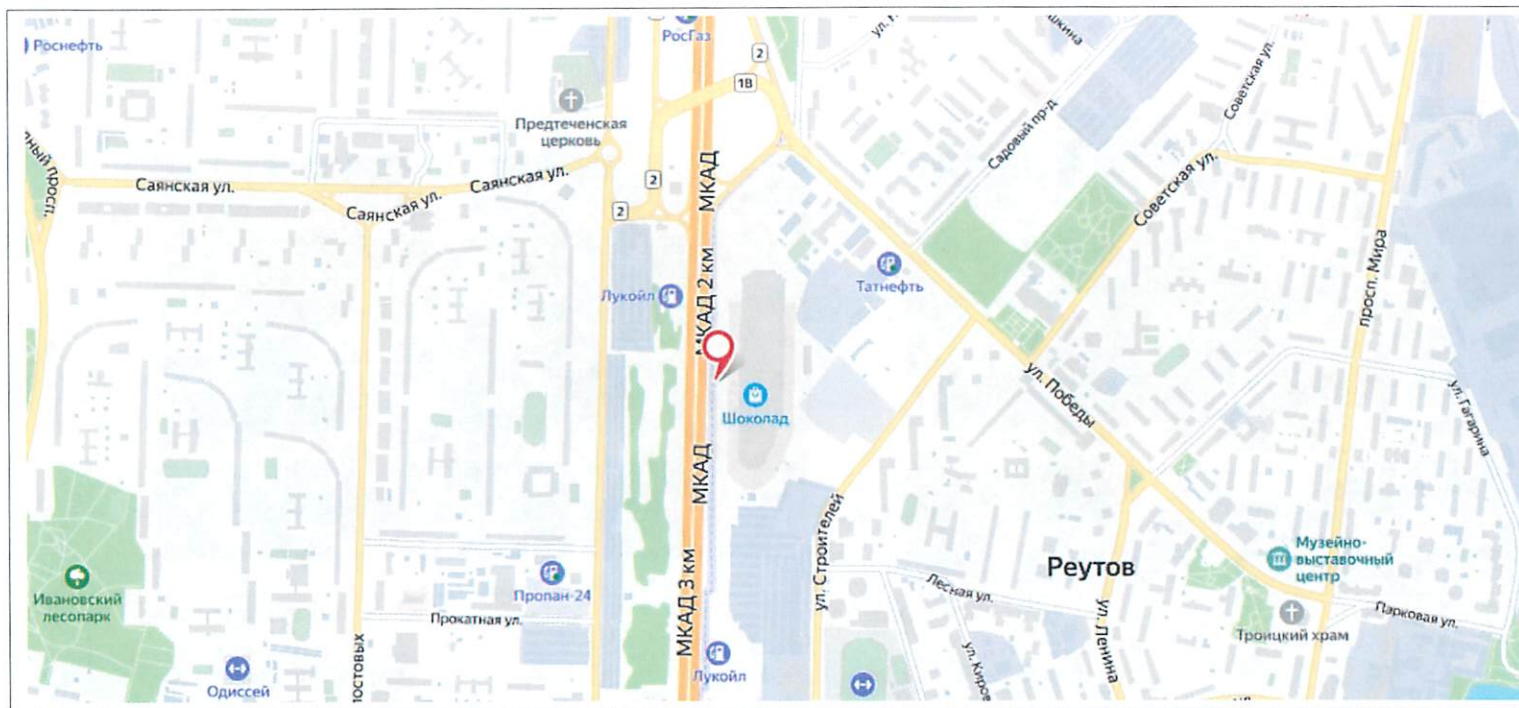 Роснефть
РосГаз
2
1В
Предтеченская
церковь
Саянская ул.
Саянская ул.
Саянская ул.
2
2
МКАД
МКАД 2 км
МКАД
МКАД 3 км
Лукойл
Шоколад
Татнефть
Садовый пр-д
Советская ул.
Советская ул.
просп. Мира
ул. Победы
ул. Гагарина
ул. Строителей
Реутов
Музейно-
выставочный
центр
Лесная ул.
ул. Ленина
Парковая ул.
Троицкий храм
Ивановский
лесопарк
Пропан-24
Прокатная ул.
Одиссей
Лукойл